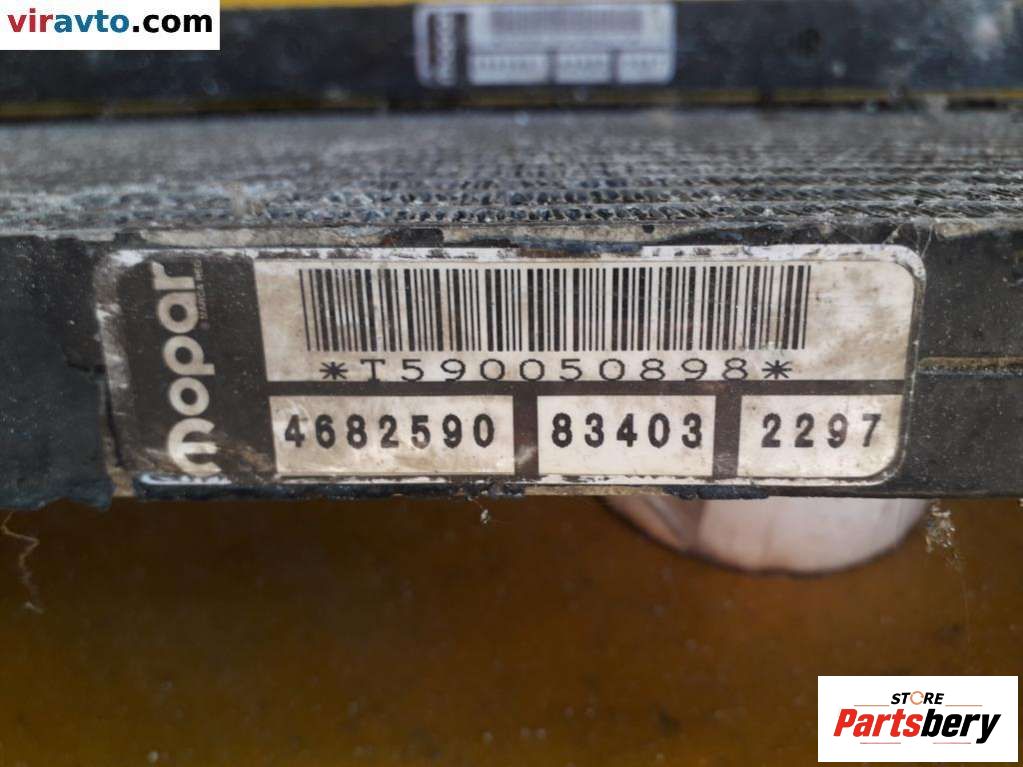 viravto.com
mopar
*T590050898*
4682590 83403 2297
STORE
Partsbery